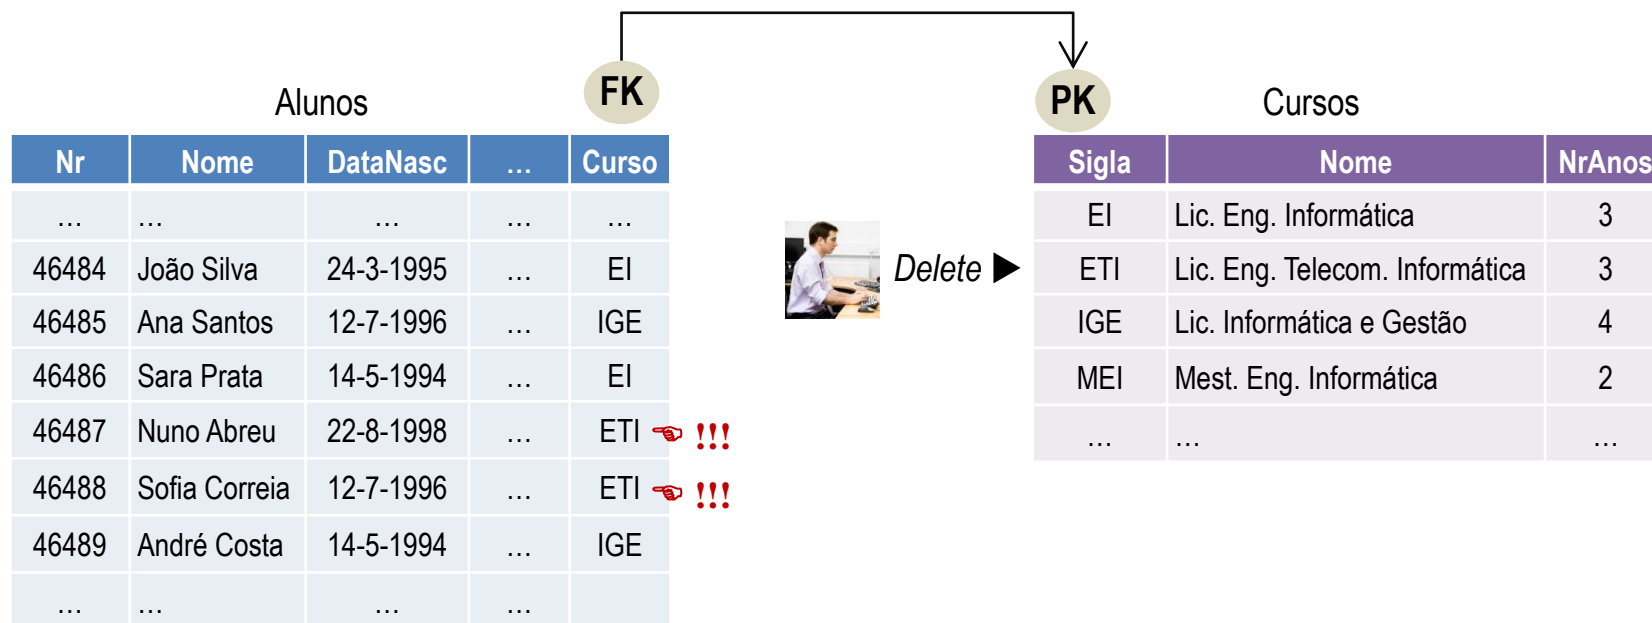 FK
PK
Alunos
Cursos
Nr Nome DataNasc … Curso
… … … … …
46484 João Silva 24-3-1995 … EI
46485 Ana Santos 12-7-1996 … IGE
46486 Sara Prata 14-5-1994 … EI
46487 Nuno Abreu 22-8-1998 … ETI ☜ !!!
46488 Sofia Correia 12-7-1996 … ETI ☜ !!!
46489 André Costa 14-5-1994 … IGE
… … … …
Delete ►
Sigla Nome NrAnos
EI Lic. Eng. Informática 3
ETI Lic. Eng. Telecom. Informática 3
IGE Lic. Informática e Gestão 4
MEI Mest. Eng. Informática 2
… … …